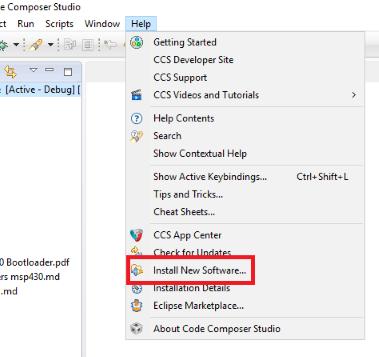 de Composer Studio
ct Run Scripts Window Help
[Active - Debug] [
0 Bootloader.pdf
ers msp430.md
.md
Getting Started
CCS Developer Site
CCS Support
CCS Videos and Tutorials
Help Contents
Search
Show Contextual Help
Show Active Keybindings... Ctrl+Shift+L
Tips and Tricks...
Cheat Sheets...
CCS App Center
Check for Updates
Install New Software...
Installation Details
Eclipse Marketplace...
About Code Composer Studio